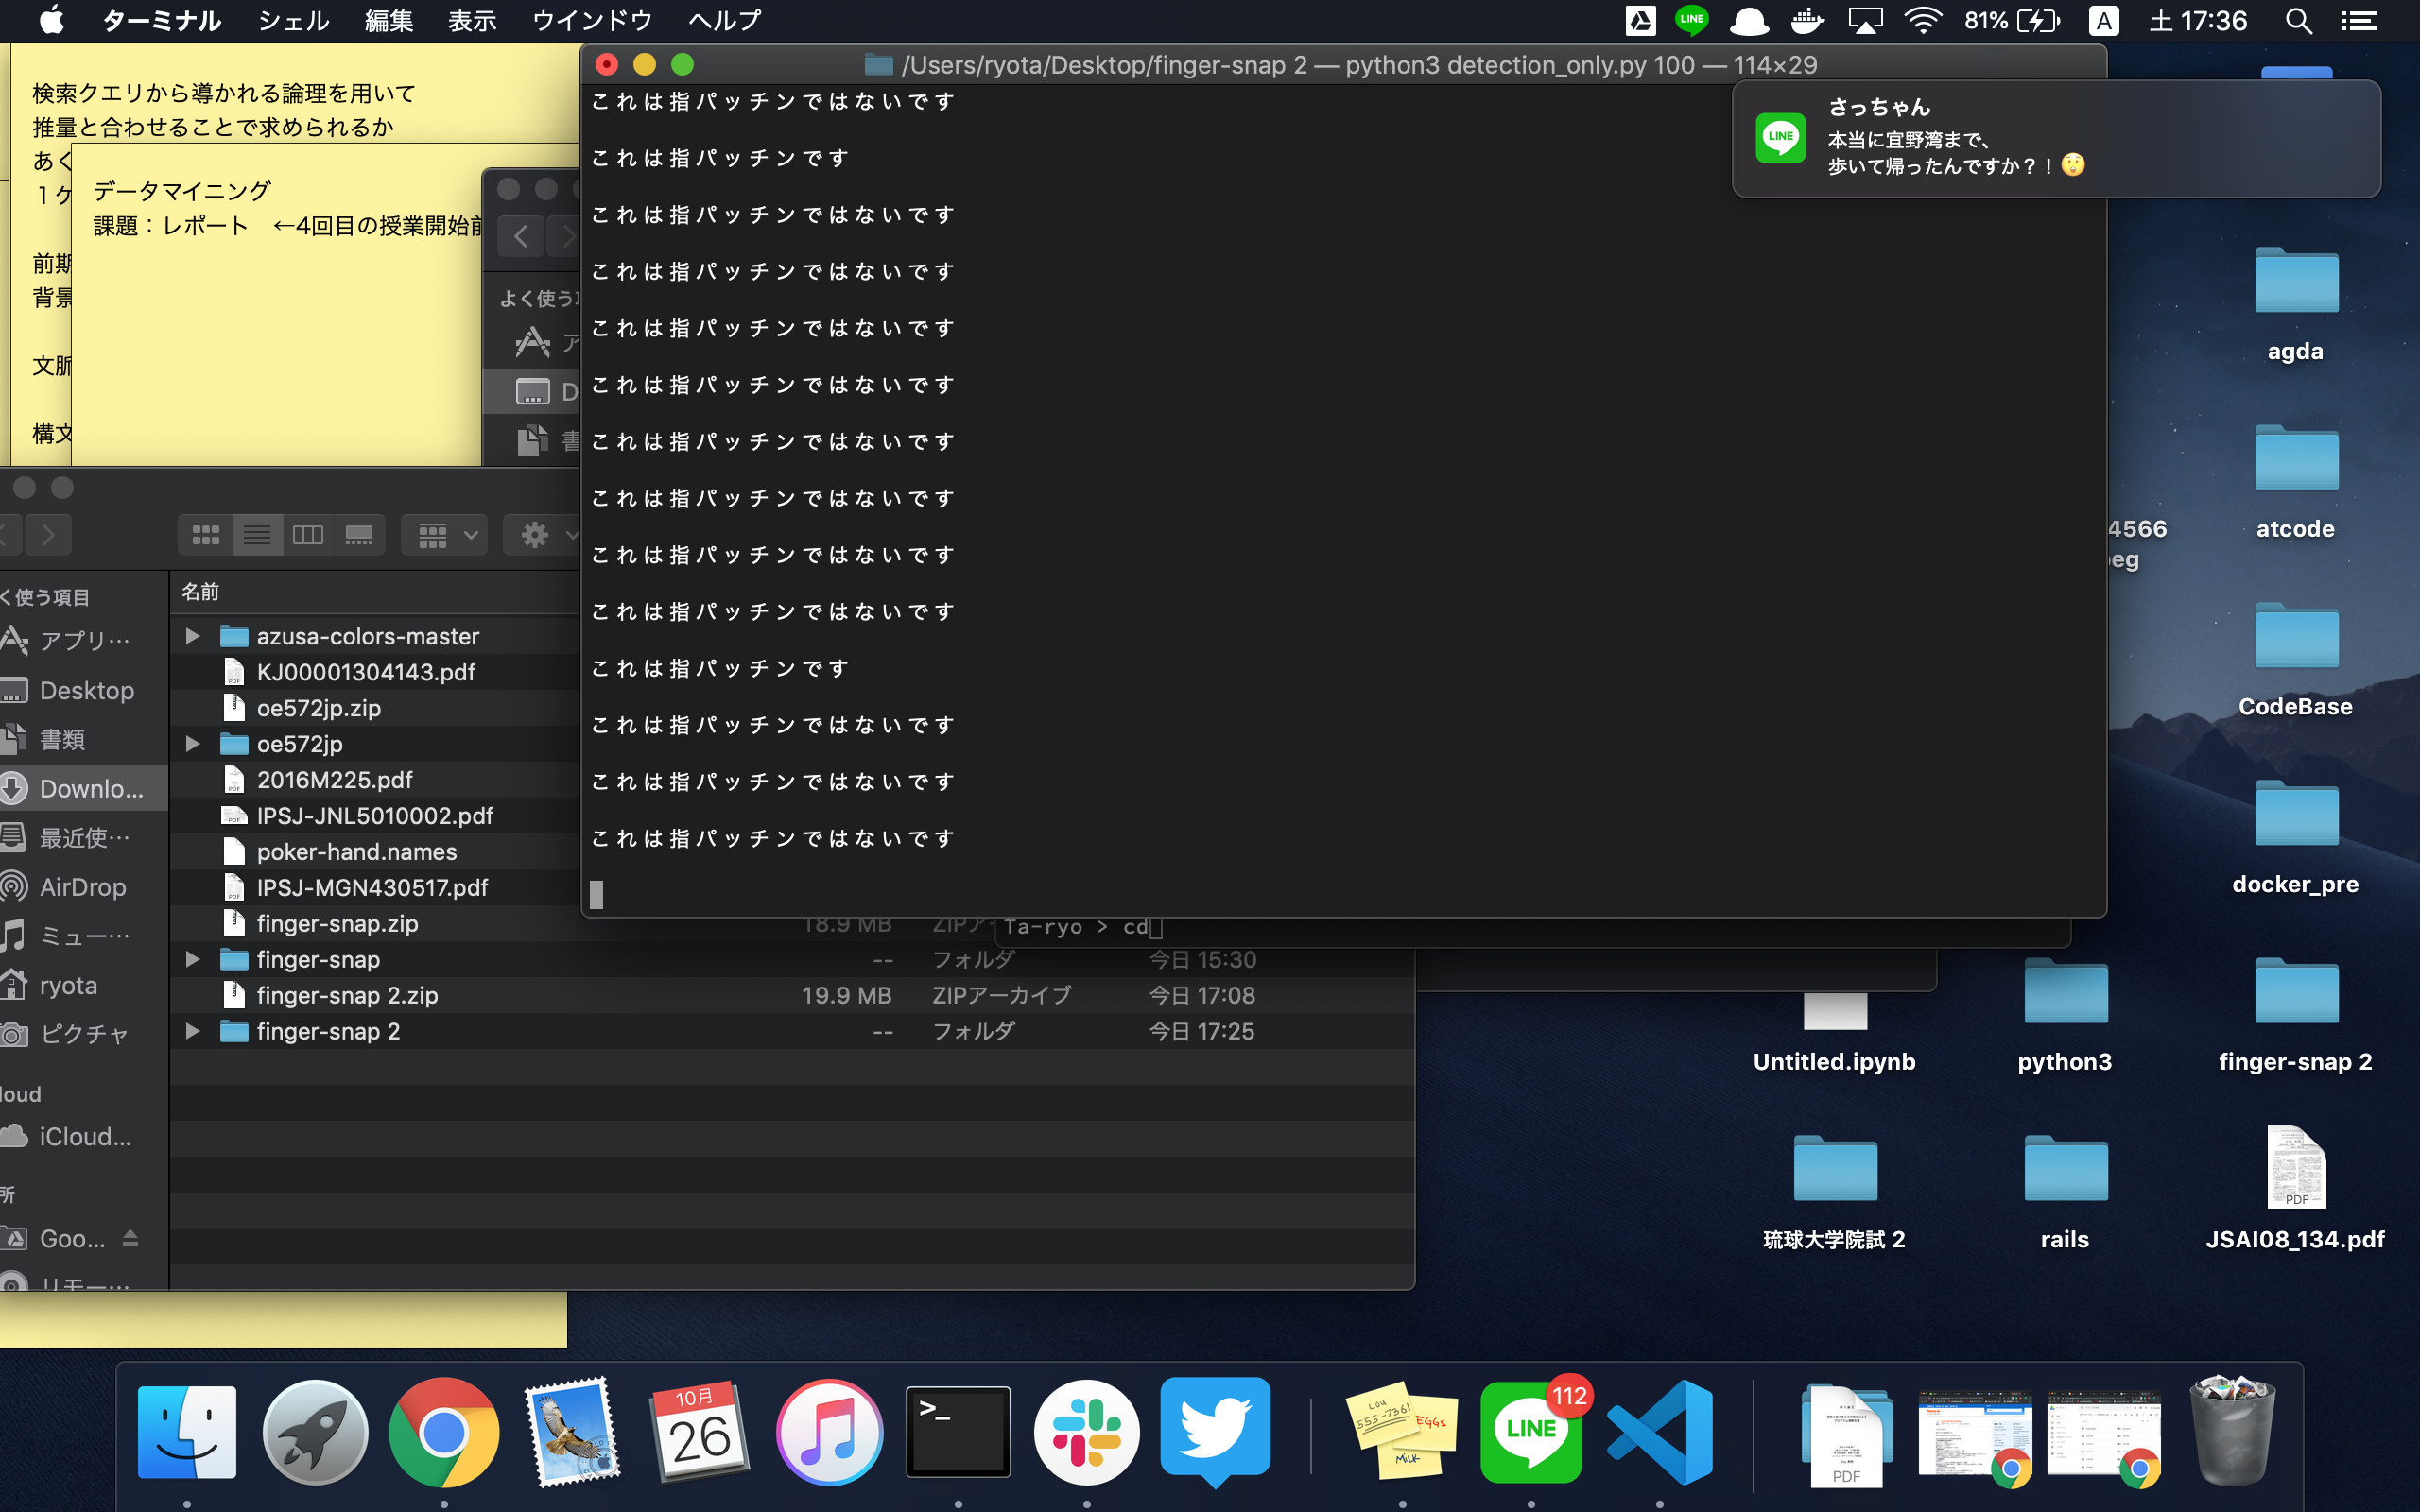 ターミナル シェル 編集 表示 ウインドウ ヘルプ
LINE 81% A 土 17:36
検索クエリから導かれる論理を用いて
推量と合わせることで求められるか
あく
１ケ
前期
背景
文脈
構文
データマイニング
課題：レポート ←4回目の授業開始前
よく使う
/Users/ryota/Desktop/finger-snap 2 — python3 detection_only.py 100 — 114×29
これは指パッチンではないです
これは指パッチンです
これは指パッチンではないです
これは指パッチンではないです
これは指パッチンではないです
これは指パッチンではないです
これは指パッチンではないです
これは指パッチンではないです
これは指パッチンではないです
これは指パッチンではないです
これは指パッチンです
これは指パッチンではないです
これは指パッチンではないです
これは指パッチンではないです
Ta-ryo > cd
LINE
さっちゃん
本当に宜野湾まで、
歩いて帰ったんですか？！😲
く使う項目
アプリ…
Desktop
書類
Downlo...
最近使…
AirDrop
ミュー…
ryota
ピクチャ
loud
iCloud...
所
Goo...
リモー…
名前
azusa-colors-master
KJ00001304143.pdf
oe572jp.zip
oe572jp
2016M225.pdf
IPSJ-JNL5010002.pdf
poker-hand.names
IPSJ-MGN430517.pdf
finger-snap.zip 18.9 MB ZIPア
finger-snap -- フォルダ 今日 15:30
finger-snap 2.zip 19.9 MB ZIPアーカイブ 今日 17:08
finger-snap 2 -- フォルダ 今日 17:25
agda
atcode
4566
eg
CodeBase
docker_pre
Untitled.ipynb
python3
finger-snap 2
琉球大学院試 2
rails
PDF
JSAI08_134.pdf
10月
26
>_
Lou
555-7361
EGGS
MILK
LINE
112
PDF